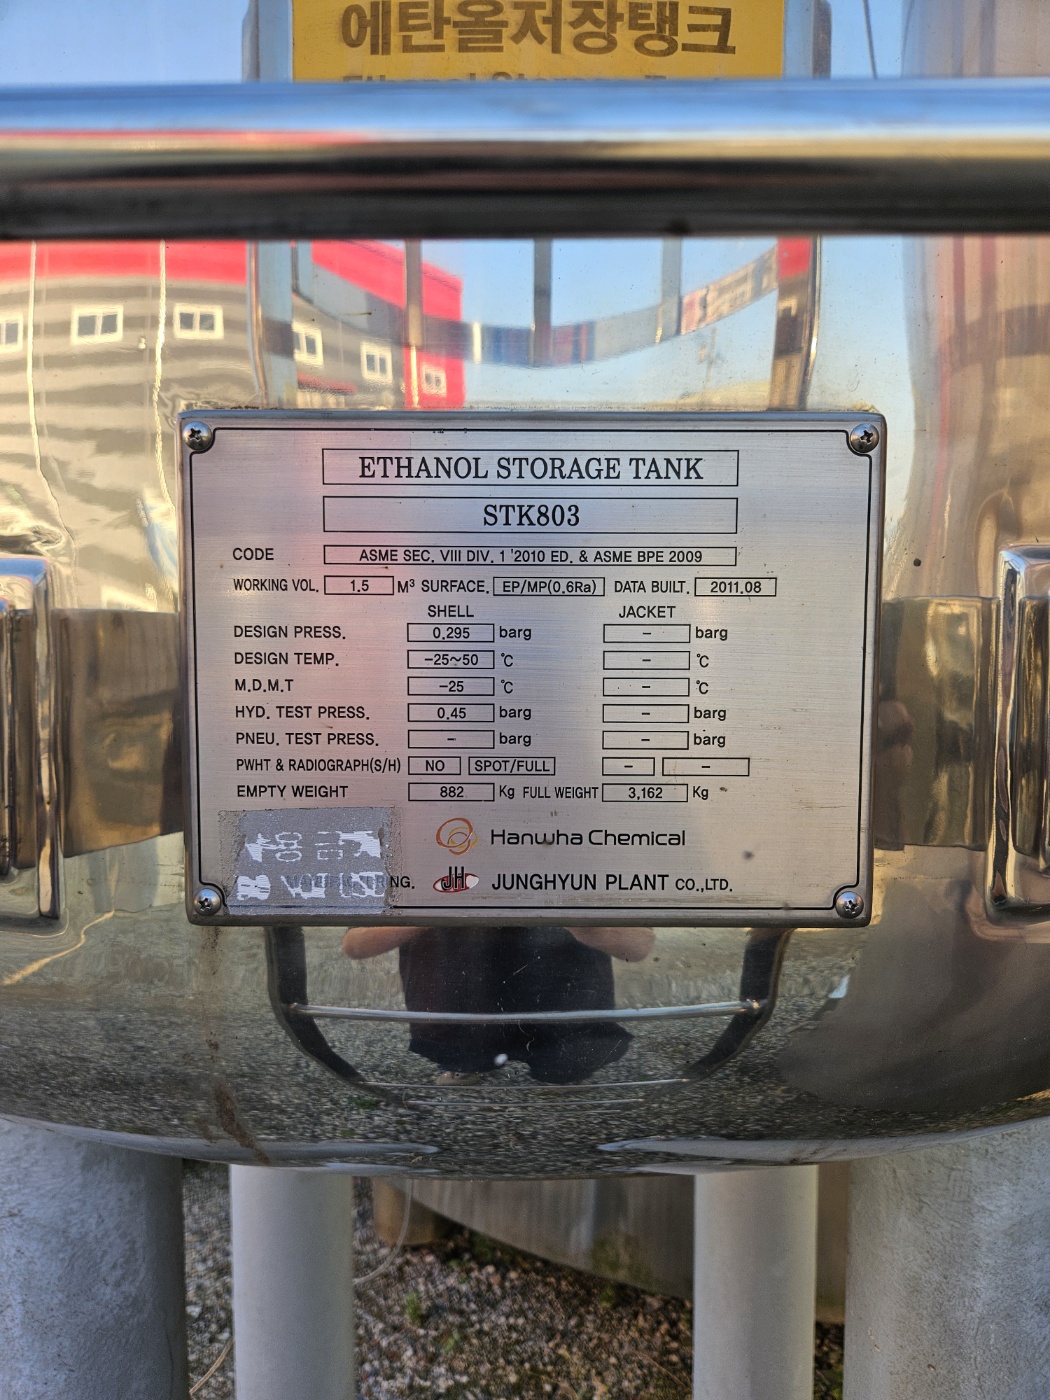 에탄올저장탱크
ETHANOL STORAGE TANK
STK803
CODE ASME SEC. VIII DIV. 1 '2010 ED. & ASME BPE 2009
WORKING VOL. 1.5 M³ SURFACE. EP/MP(0.6Ra) DATA BUILT. 2011.08
SHELL JACKET
DESIGN PRESS. 0.295 barg - barg
DESIGN TEMP. -25~50 ℃ - ℃
M.D.M.T -25 ℃ - ℃
HYD. TEST PRESS. 0.45 barg - barg
PNEU. TEST PRESS. - barg - barg
PWHT & RADIOGRAPH(S/H) NO SPOT/FULL - -
EMPTY WEIGHT 882 Kg FULL WEIGHT 3,162 Kg
Hanwha Chemical
NG. JH JUNGHYUN PLANT CO.,LTD.